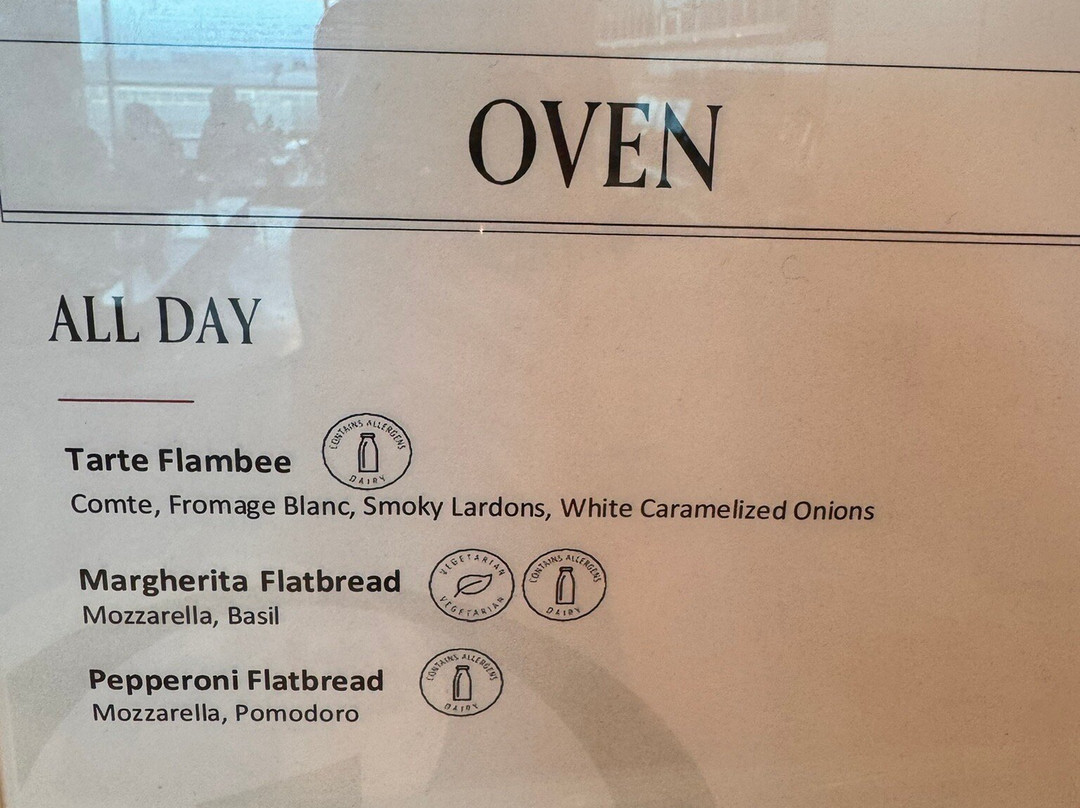 OVEN
ALL DAY
Tarte Flambee
CONTAINS ALLERGENS
DAIRY
Comte, Fromage Blanc, Smoky Lardons, White Caramelized Onions
Margherita Flatbread
VEGETARIAN
VEGETARIAN
CONTAINS ALLERGENS
DAIRY
Mozzarella, Basil
Pepperoni Flatbread
CONTAINS ALLERGENS
DAIRY
Mozzarella, Pomodoro